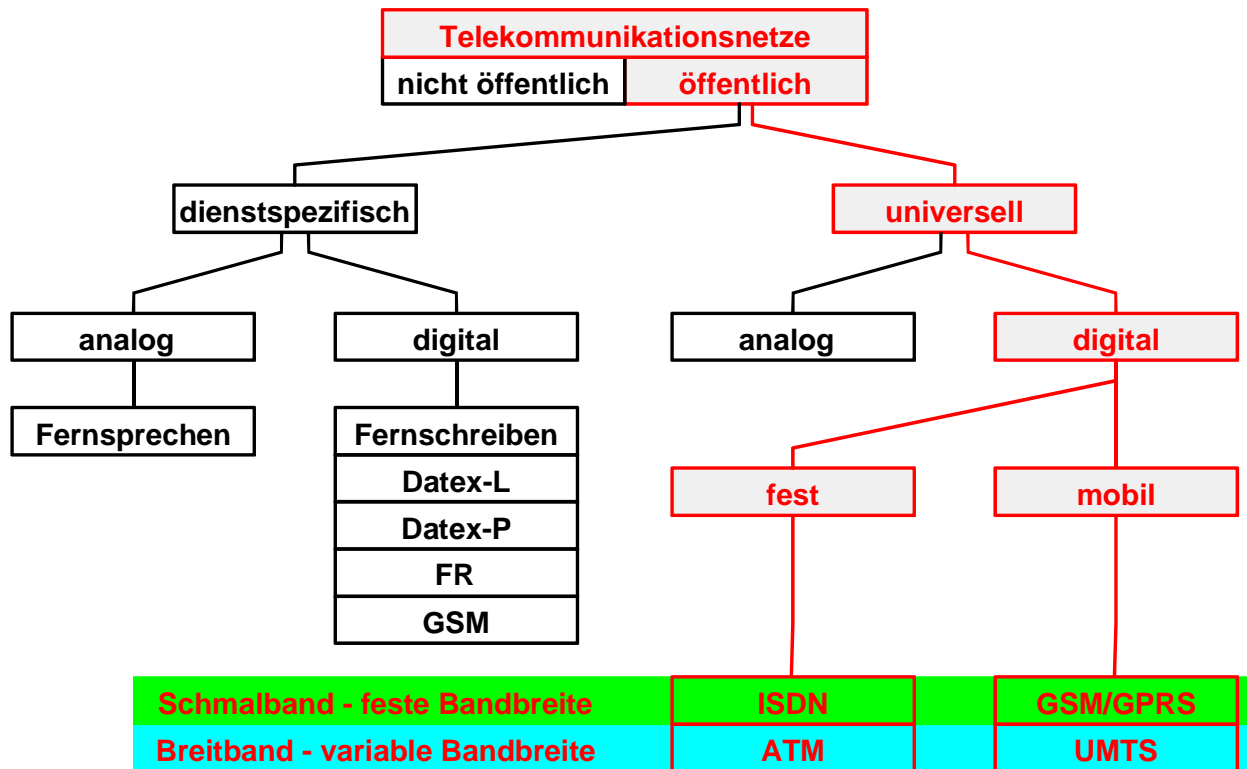 Telekommunikationsnetze
nicht öffentlich öffentlich
dienstspezifisch universell
analog digital analog digital
Fernsprechen Fernschreiben
Datex-L fest mobil
Datex-P
FR
GSM
Schmalband - feste Bandbreite ISDN GSM/GPRS
Breitband - variable Bandbreite ATM UMTS